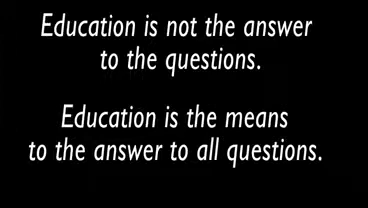 Education is not the answer
to the questions.
Education is the means
to the answer to all questions.